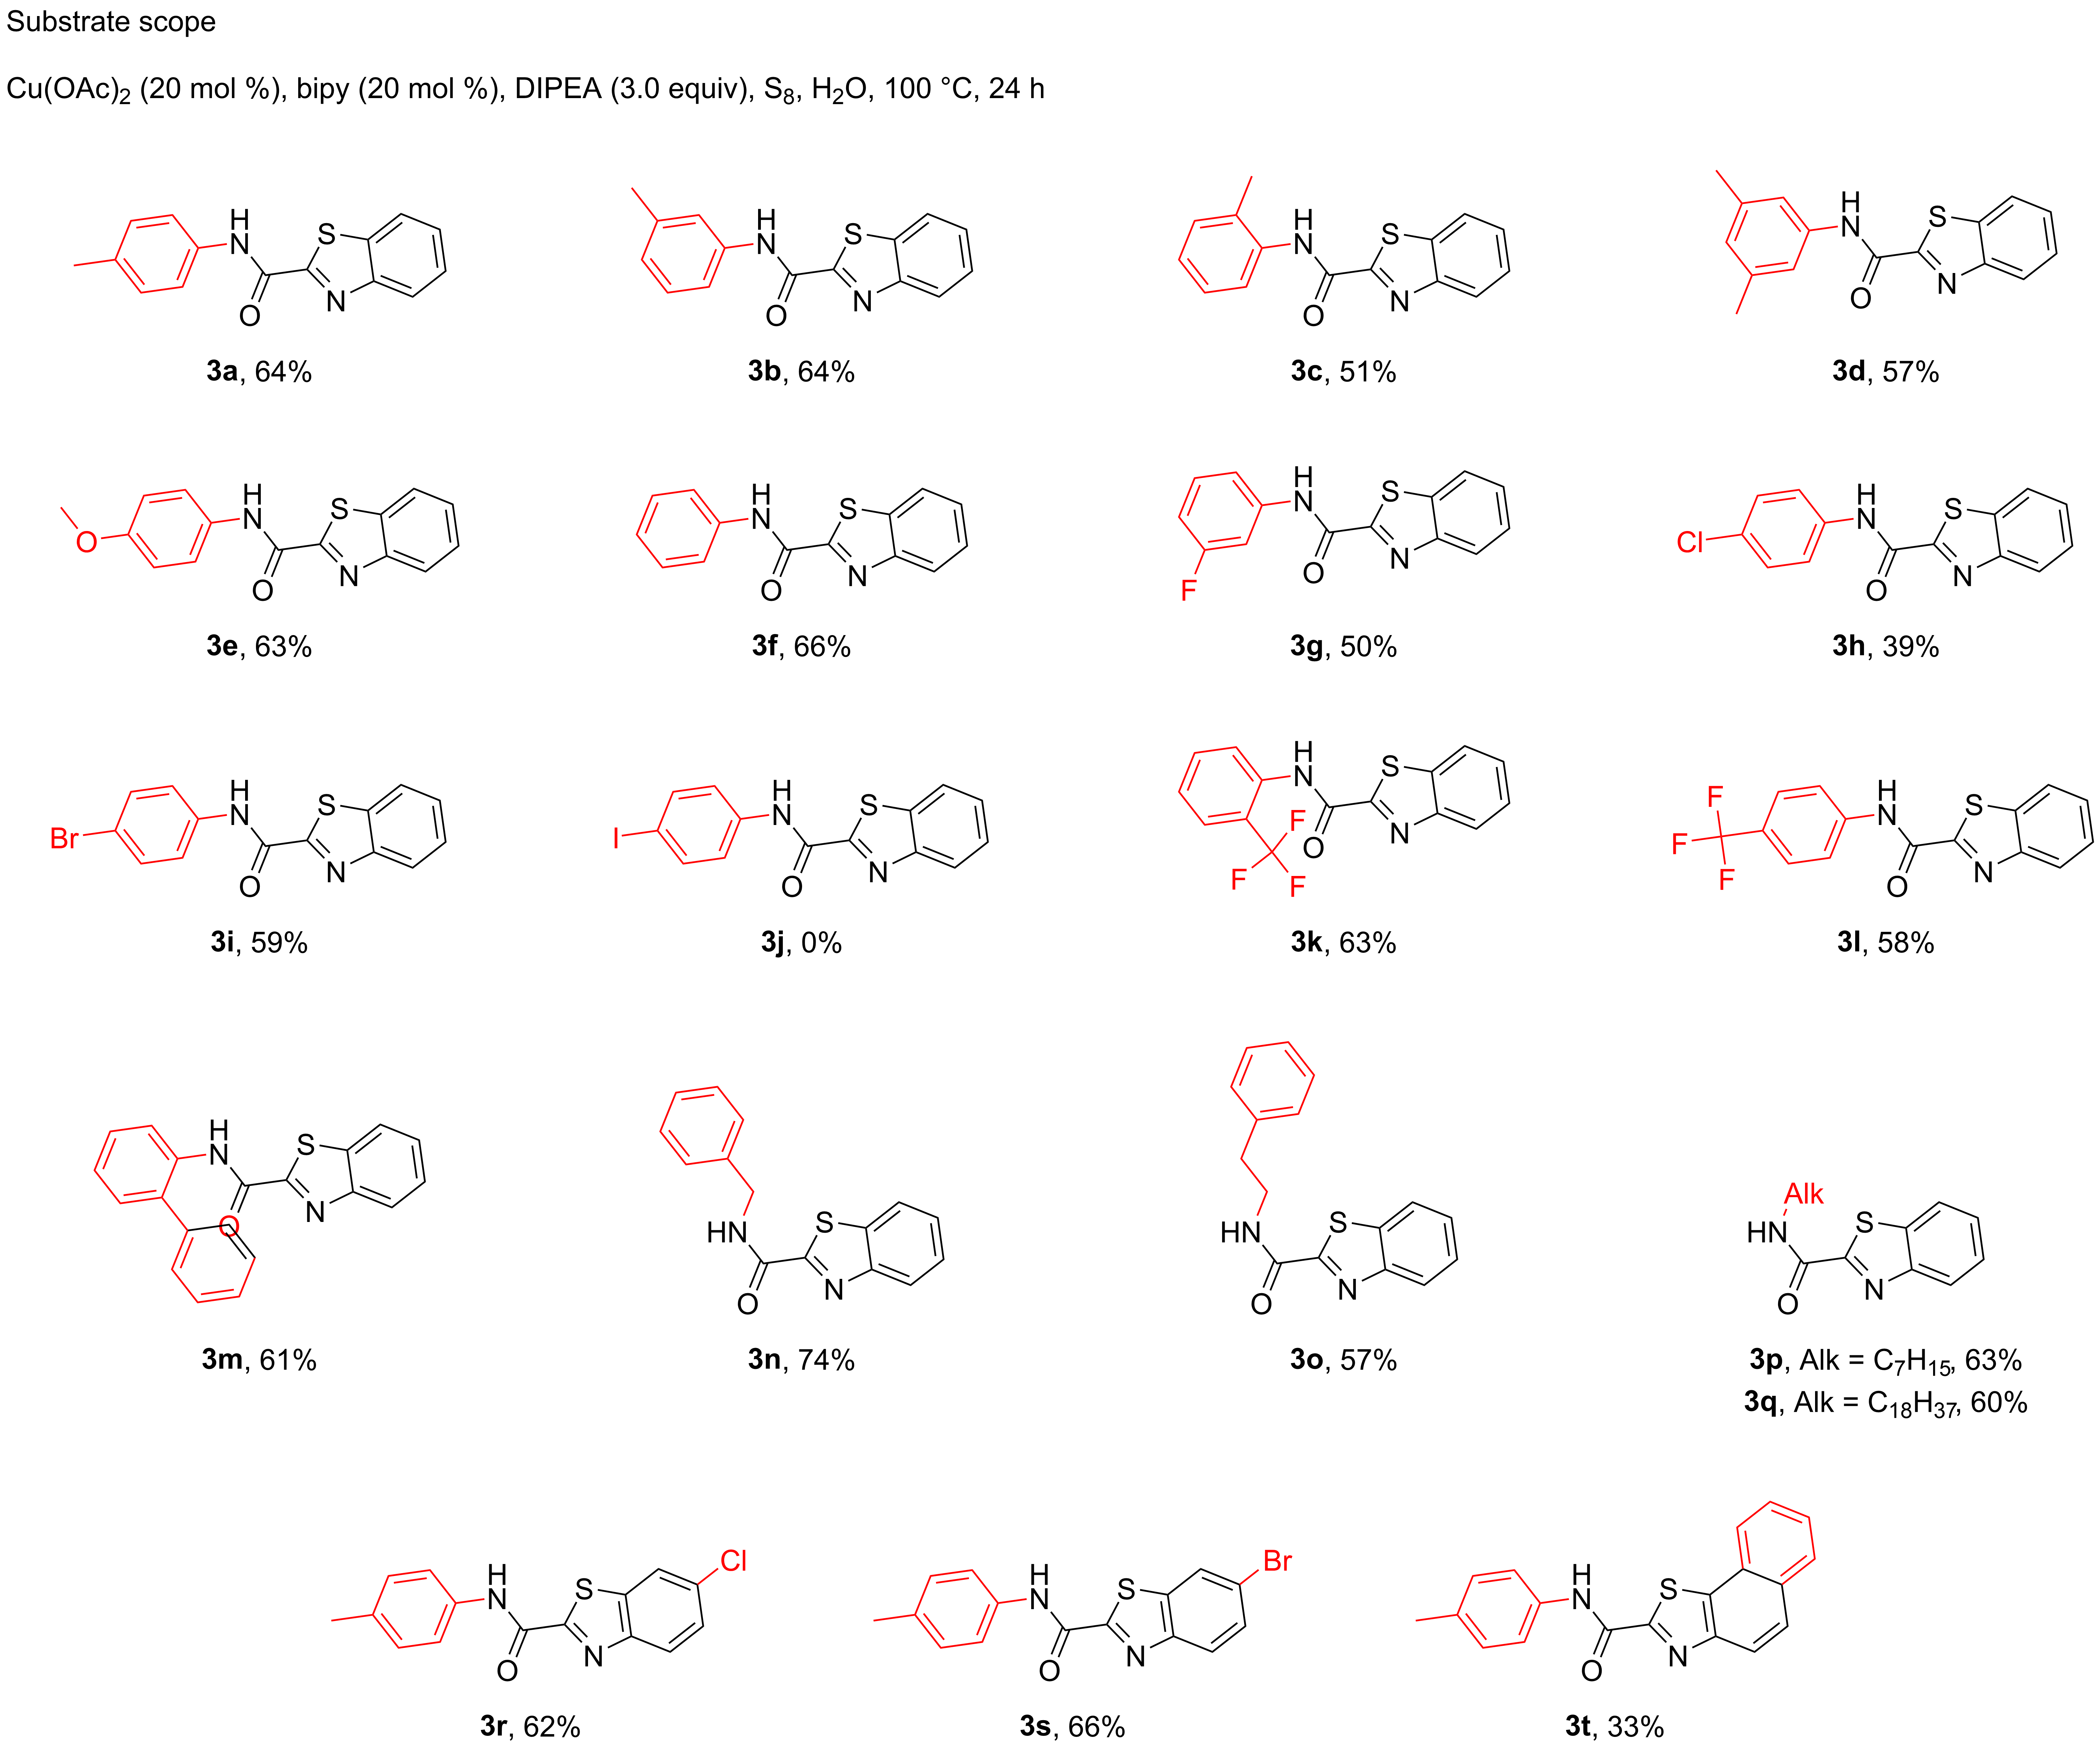 Substrate scope
Cu(OAc)₂ (20 mol %), bipy (20 mol %), DIPEA (3.0 equiv), S₈, H₂O, 100 °C, 24 h
H N O S N
H N O S N
H N O S N
H N O S N
3a, 64%
3b, 64%
3c, 51%
3d, 57%
O H N O S N
H N O S N
F H N O S N
Cl H N O S N
3e, 63%
3f, 66%
3g, 50%
3h, 39%
Br H N O S N
I H N O S N
H N F F F O S N
F F F H N O S N
3i, 59%
3j, 0%
3k, 63%
3l, 58%
H N O S N
HN O S N
HN O S N
Alk HN O S N
3m, 61%
3n, 74%
3o, 57%
3p, Alk = C₇H₁₅, 63%
3q, Alk = C₁₈H₃₇, 60%
H N O S N Cl
H N O S N Br
H N O S N
3r, 62%
3s, 66%
3t, 33%